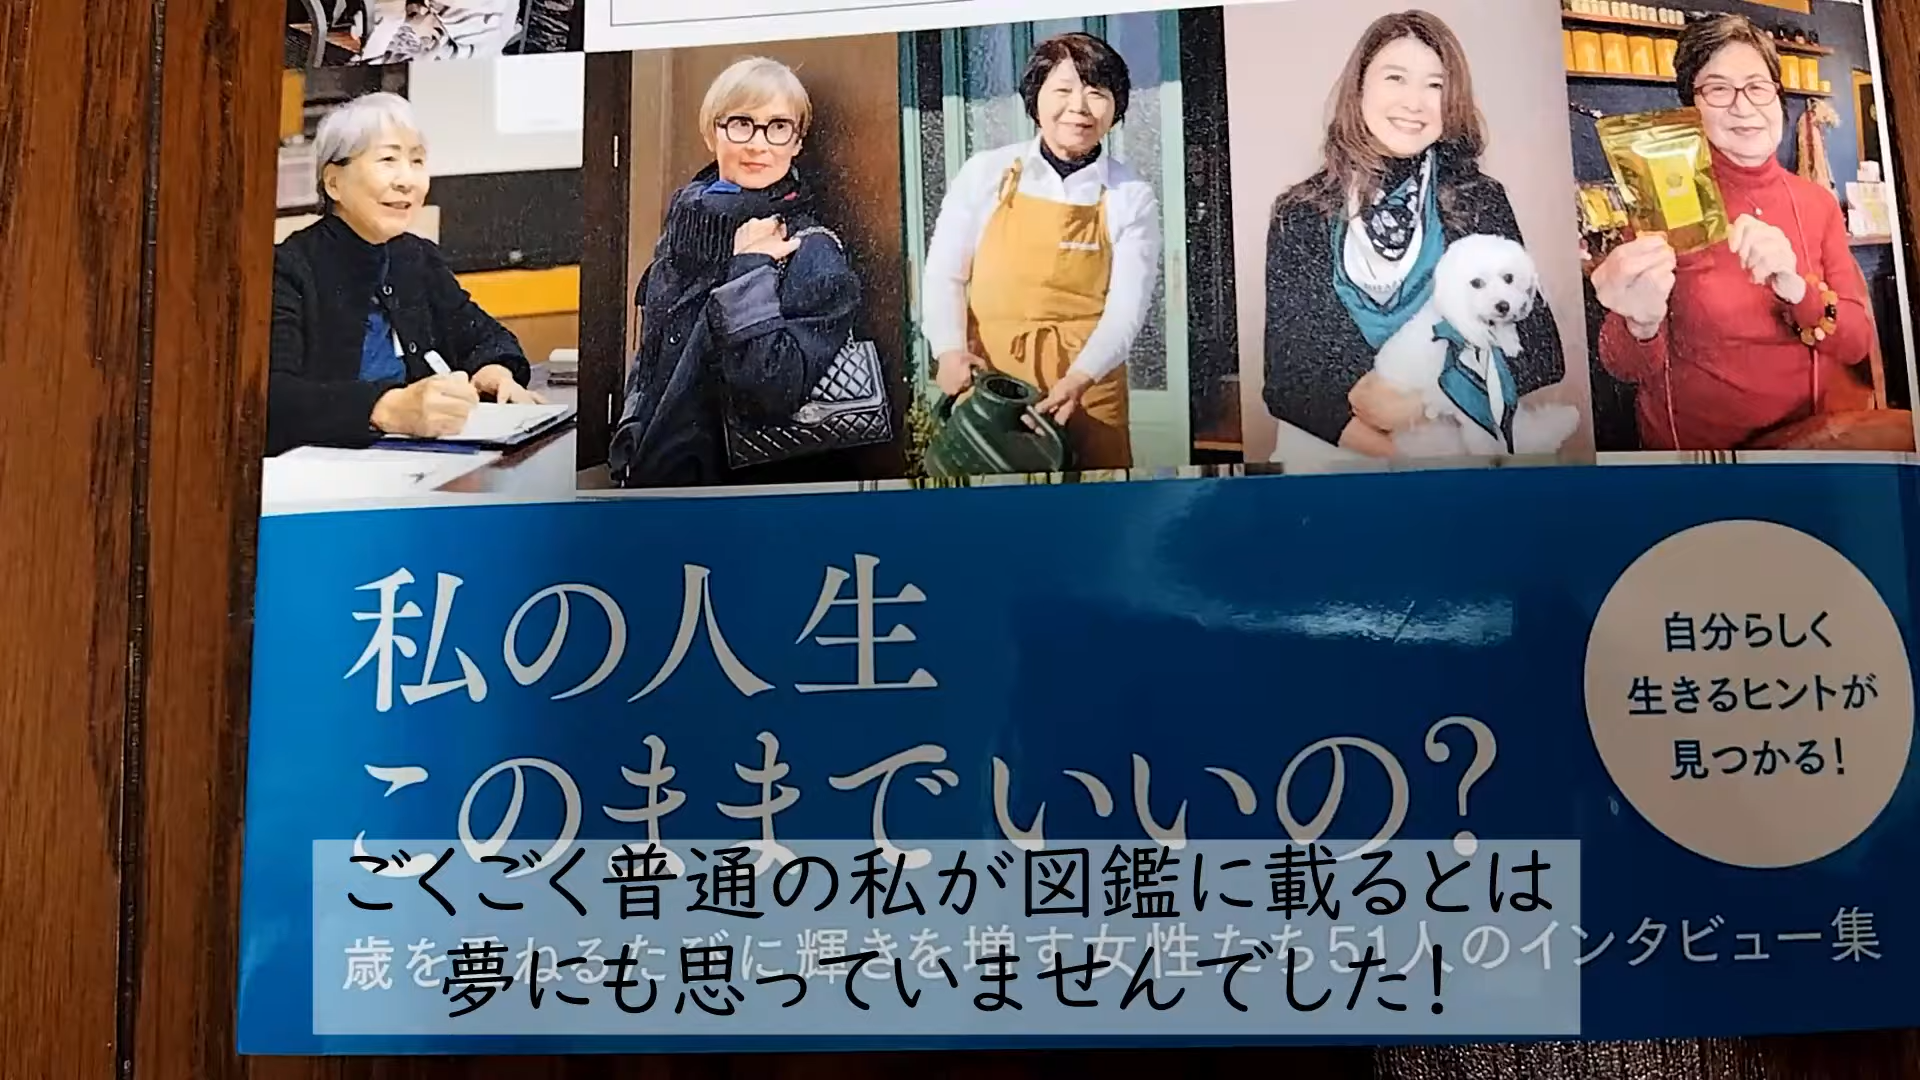 私の人生
このままでいいの?
自分らしく
生きるヒントが
見つかる!
歳を重ねるたびに輝きを増す女性たち51人のインタビュー集
ごくごく普通の私が図鑑に載るとは
夢にも思っていませんでした!